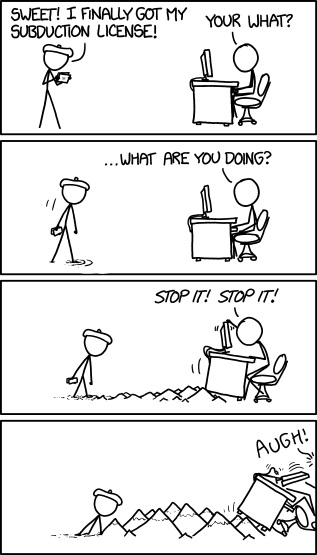 SWEET! I FINALLY GOT MY
SUBDUCTION LICENSE!
YOUR WHAT?
...WHAT ARE YOU DOING?
STOP IT! STOP IT!
AUGH!